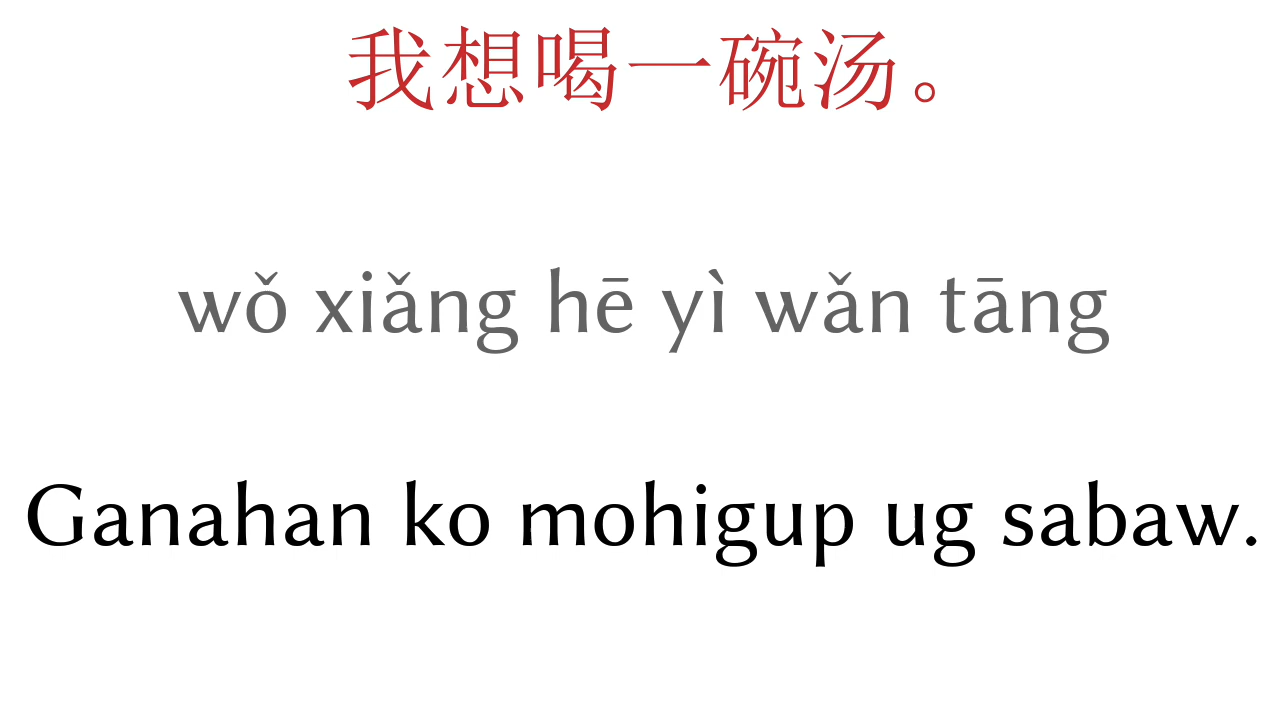 我想喝一碗汤。
wǒ xiǎng hē yì wǎn tāng
Ganahan ko mohigup ug sabaw.